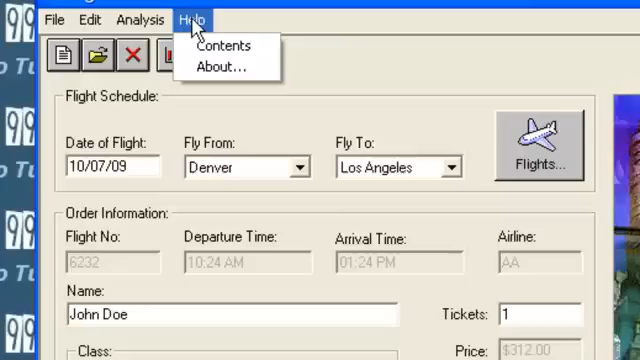 File Edit Analysis Help
Contents
About...
Flight Schedule:
Date of Flight: Fly From: Fly To:
10/07/09 Denver Los Angeles Flights...
Order Information:
Flight No: Departure Time: Arrival Time: Airline:
6232 10:24 AM 01:24 PM AA
Name:
John Doe Tickets: 1
Class: Price: $312.00